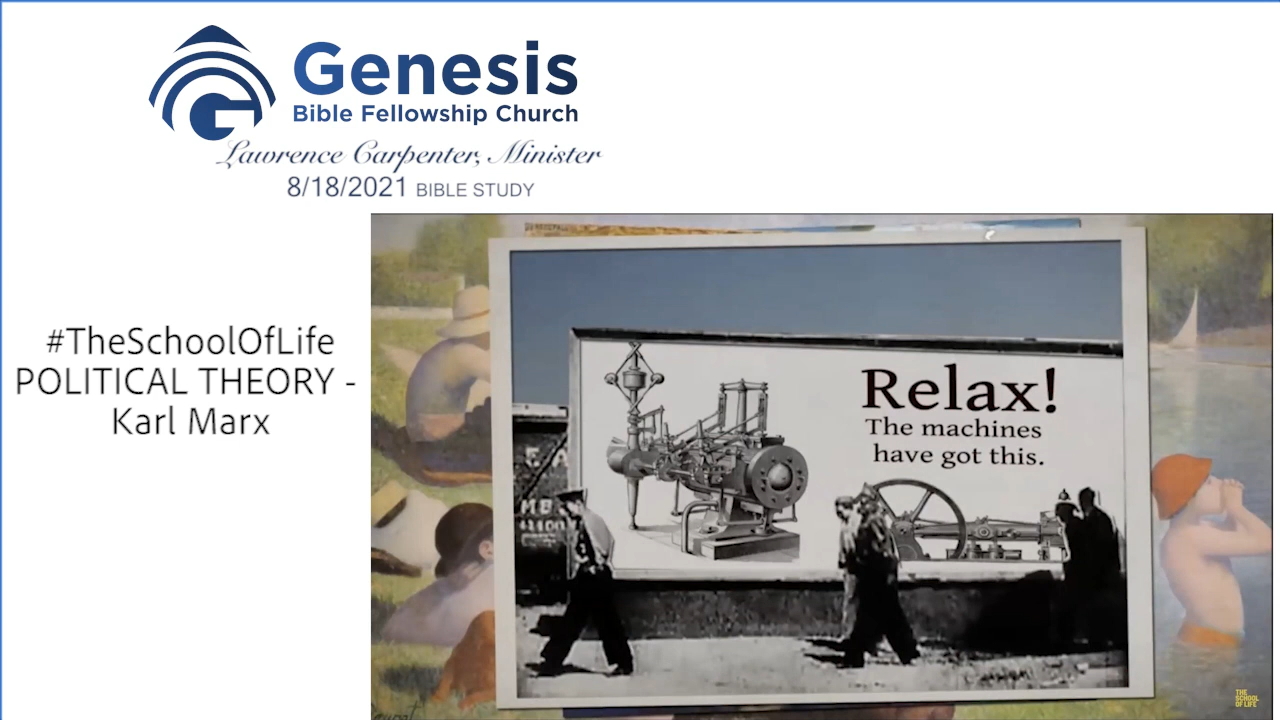 Genesis
Bible Fellowship Church
Lawrence Carpenter, Minister
8/18/2021 BIBLE STUDY
#TheSchoolOfLife
POLITICAL THEORY -
Karl Marx
Relax!
The machines
have got this.
THE
SCHOOL
OF LIFE